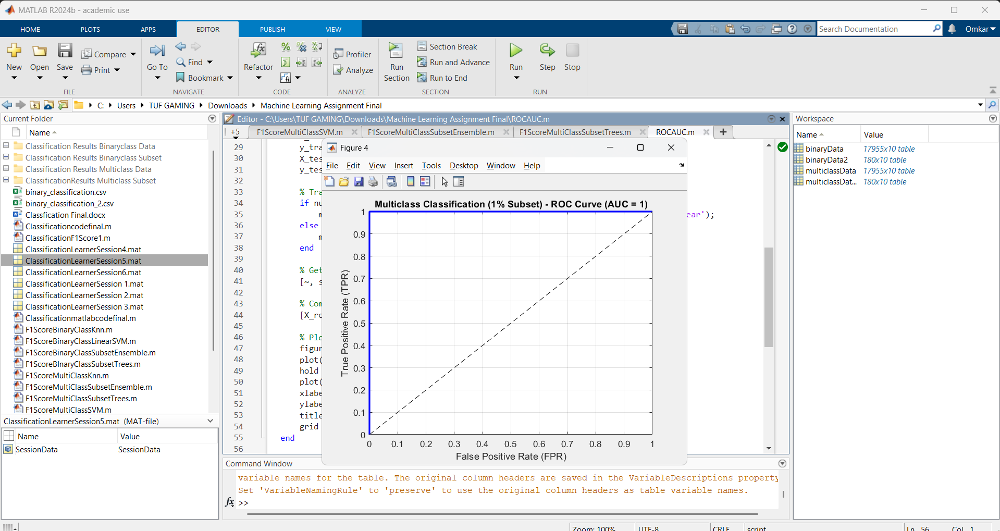 MATLAB R2024b - academic use
HOME PLOTS APPS EDITOR PUBLISH VIEW
Search Documentation
Omkar
New Open Save
Compare
Print
FILE
Go To
Find
Bookmark
NAVIGATE
Refactor
CODE
Profiler
Analyze
ANALYZE
Run Section
Section Break
Run and Advance
Run to End
SECTION
Run Step Stop
RUN
C: Users TUF GAMING Downloads Machine Learning Assignment Final
Current Folder
Name
Classification Results Binaryclass Data
Classification Results Binaryclass Subset
Classification Results Multiclass Data
ClassificationResults Multiclass Subset
binary_classification.csv
binary_classification_2.csv
Classfication Final.docx
Classificationcodefinal.m
ClassificationF1Score1.m
ClassificationLearnerSession4.mat
ClassificationLearnerSession5.mat
ClassificationLearnerSession6.mat
ClassificationLearnerSession 1.mat
ClassificationLearnerSession 2.mat
ClassificationLearnerSession 3.mat
Classificationmatlabcodefinal.m
F1ScoreBinaryClassKnn.m
F1ScoreBinaryClassLinearSVM.m
F1ScoreBinaryClassSubsetEnsemble.m
F1ScoreBInaryClassSubsetTrees.m
F1ScoreMultiClassKnn.m
F1ScoreMultiClassSubsetEnsemble.m
F1ScoreMultiClassSubsetTrees.m
F1ScoreMultiClassSVM.m
ClassificationLearnerSession5.mat (MAT-file)
Name Value
SessionData SessionData
Editor - C:\Users\TUF GAMING\Downloads\Machine Learning Assignment Final\ROCAUC.m
+5 F1ScoreMultiClassSVM.m F1ScoreMultiClassSubsetEnsemble.m F1ScoreMultiClassSubsetTrees.m ROCAUC.m +
29 y_tra
30 X_tes
31 y_tes
32
33 % Tra
34 if nu
35 m ear');
36 else
37 m
38 end
39
40 % Get
41 [~, s
42
43 % Com
44 [X_ro
45
46 % Plo
47 figur
48 plot(
49 hold
50 plot(
51 xlabe
52 ylabe
53 title
54 grid
55 end
56
Figure 4
File Edit View Insert Tools Desktop Window Help
Multiclass Classification (1% Subset) - ROC Curve (AUC = 1)
True Positive Rate (TPR)
1
0.9
0.8
0.7
0.6
0.5
0.4
0.3
0.2
0.1
0
0 0.1 0.2 0.3 0.4 0.5 0.6 0.7 0.8 0.9 1
False Positive Rate (FPR)
Command Window
variable names for the table. The original column headers are saved in the VariableDescriptions property
Set 'VariableNamingRule' to 'preserve' to use the original column headers as table variable names.
fx >>
Workspace
Name Value
binaryData 17955x10 table
binaryData2 180x10 table
multiclassData 17955x10 table
multiclassDat... 180x10 table
Zoom: 100% UTF-8 CRLF script Ln 56 Col 1